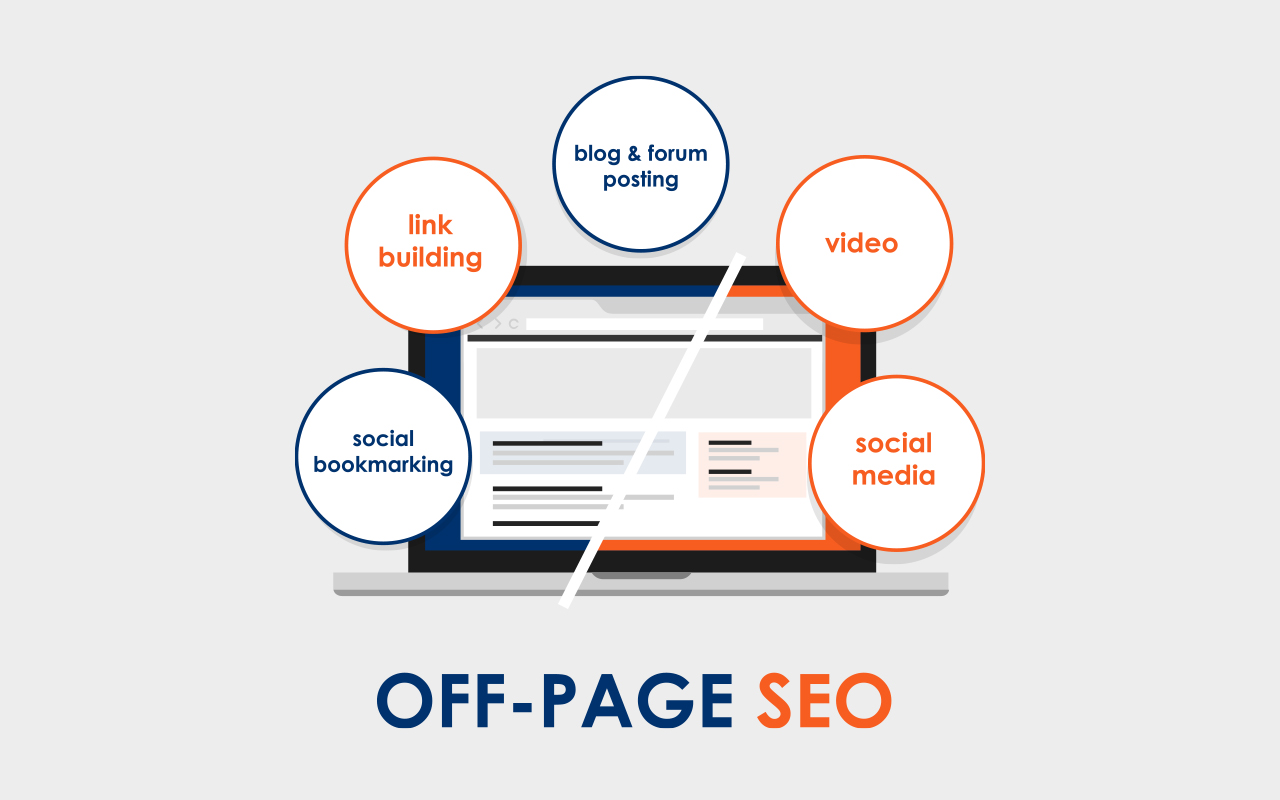 blog & forum
posting
link
building
video
social
bookmarking
social
media
OFF-PAGE SEO